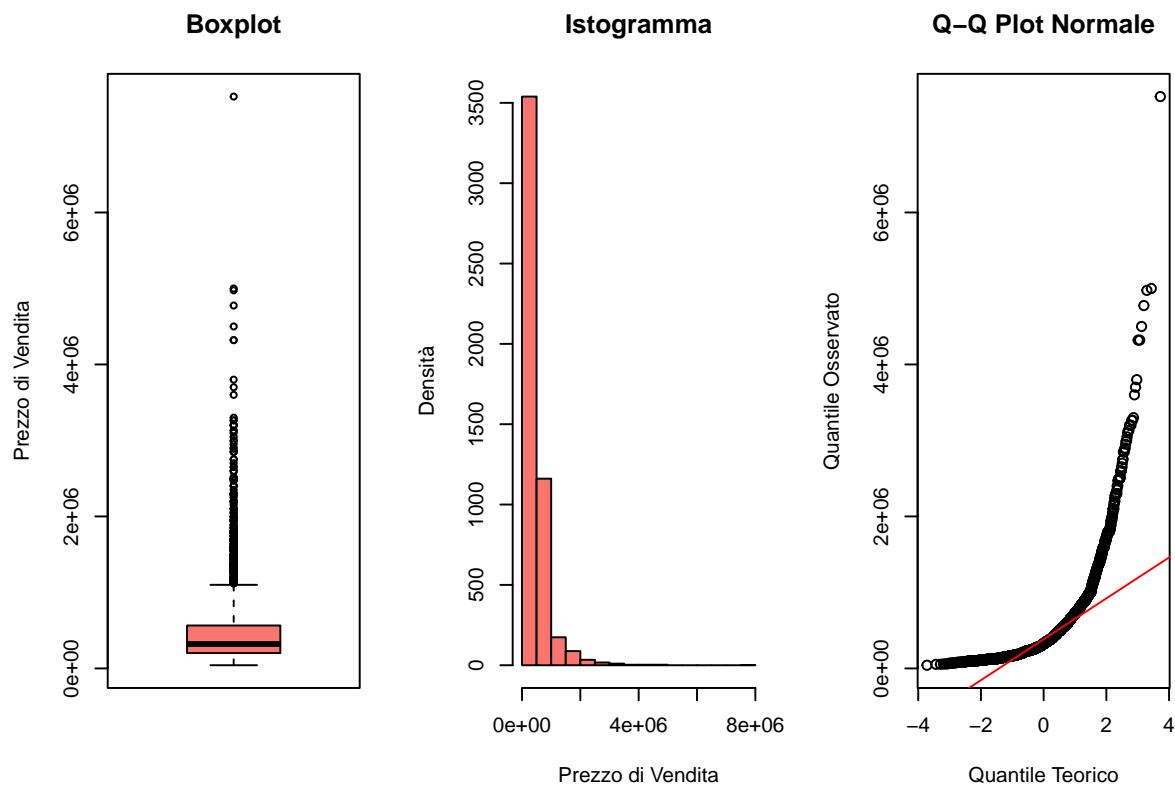 Boxplot
Prezzo di Vendita
0e+00
2e+06
4e+06
6e+06
Istogramma
Densità
0
500
1000
1500
2000
2500
3000
3500
0e+00
4e+06
8e+06
Prezzo di Vendita
Q−Q Plot Normale
Quantile Osservato
0e+00
2e+06
4e+06
6e+06
−4
−2
0
2
4
Quantile Teorico